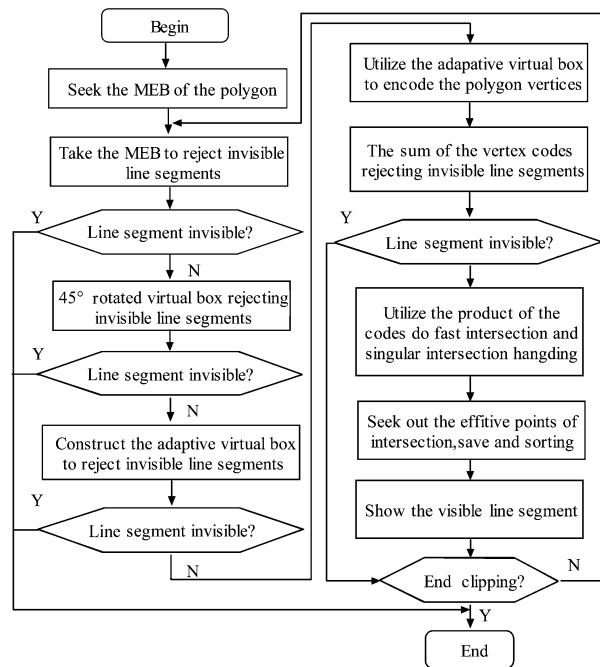 Begin
Seek the MEB of the polygon
Take the MEB to reject invisible
line segments
Y
Line segment invisible?
N
45° rotated virtual box rejecting
invisible line segments
Y
Line segment invisible?
N
Construct the adaptive virtual box
to reject invisible line segments
Y
Line segment invisible?
N
Utilize the adapative virtual box
to encode the polygon vertices
The sum of the vertex codes
rejecting invisible line segments
Y
Line segment invisible?
Utilize the product of the
codes do fast intersection and
singular intersection hangding
Seek out the effitive points of
intersection,save and sorting
Show the visible line segment
End clipping?
N
Y
End